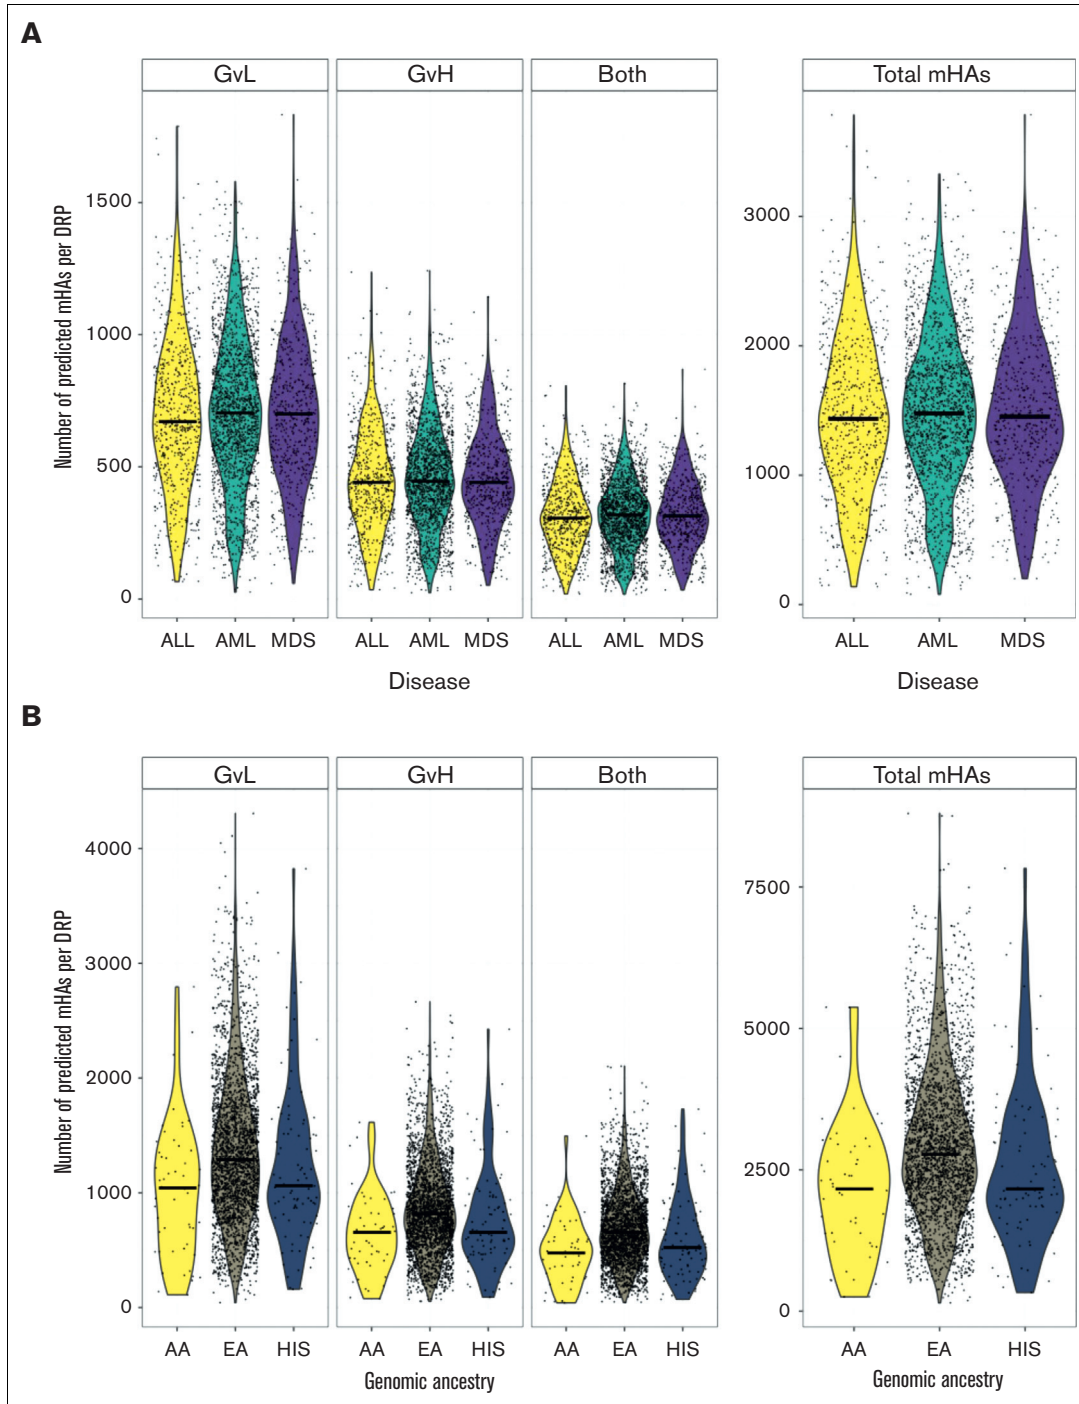 A
GvL GvH Both Total mHAs
Number of predicted mHAs per DRP
1500
1000
500
0
3000
2000
1000
0
ALL AML MDS ALL AML MDS ALL AML MDS ALL AML MDS
Disease Disease
B
GvL GvH Both Total mHAs
Number of predicted mHAs per DRP
4000
3000
2000
1000
0
7500
5000
2500
0
AA EA HIS AA EA HIS AA EA HIS AA EA HIS
Genomic ancestry Genomic ancestry